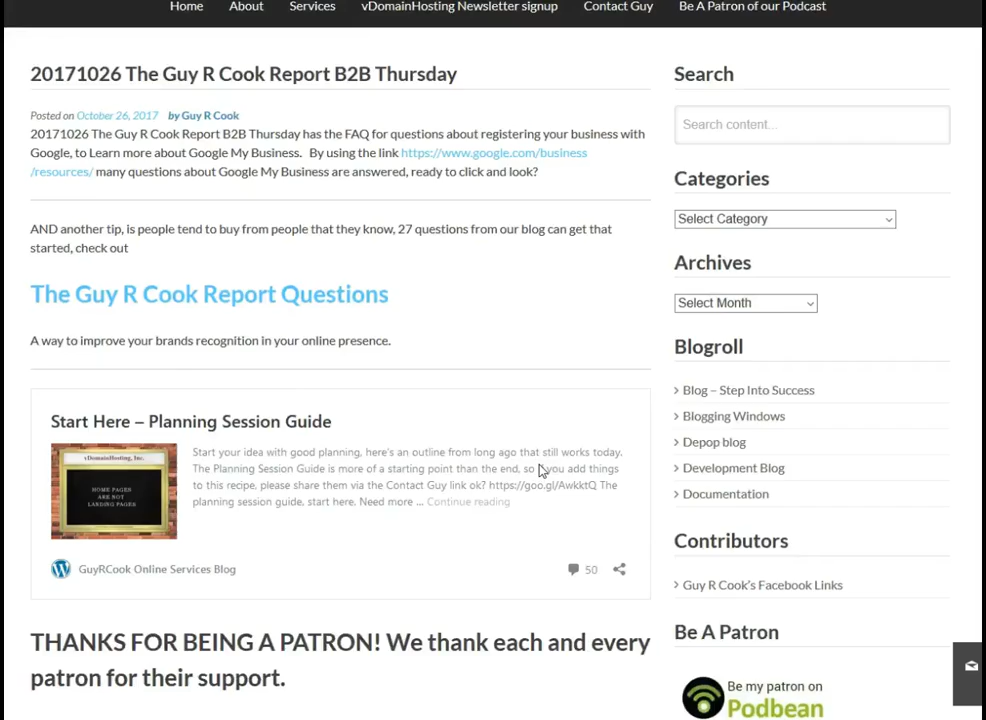 Home About Services vDomainHosting Newsletter signup Contact Guy Be A Patron of our Podcast
20171026 The Guy R Cook Report B2B Thursday
Posted on October 26, 2017 by Guy R Cook
20171026 The Guy R Cook Report B2B Thursday has the FAQ for questions about registering your business with
Google, to Learn more about Google My Business. By using the link https://www.google.com/business
/resources/ many questions about Google My Business are answered, ready to click and look?
AND another tip, is people tend to buy from people that they know, 27 questions from our blog can get that
started, check out
The Guy R Cook Report Questions
A way to improve your brands recognition in your online presence.
Start Here – Planning Session Guide
vDomainHosting, Inc.
HOME PAGES
ARE NOT
LANDING PAGES
Start your idea with good planning, here's an outline from long ago that still works today.
The Planning Session Guide is more of a starting point than the end, so if you add things
to this recipe, please share them via the Contact Guy link ok? https://goo.gl/AwkktQ The
planning session guide, start here. Need more ... Continue reading
GuyRCook Online Services Blog
50
THANKS FOR BEING A PATRON! We thank each and every
patron for their support.
Search
Search content...
Categories
Select Category
Archives
Select Month
Blogroll
Blog – Step Into Success
Blogging Windows
Depop blog
Development Blog
Documentation
Contributors
Guy R Cook's Facebook Links
Be A Patron
Be my patron on
Podbean